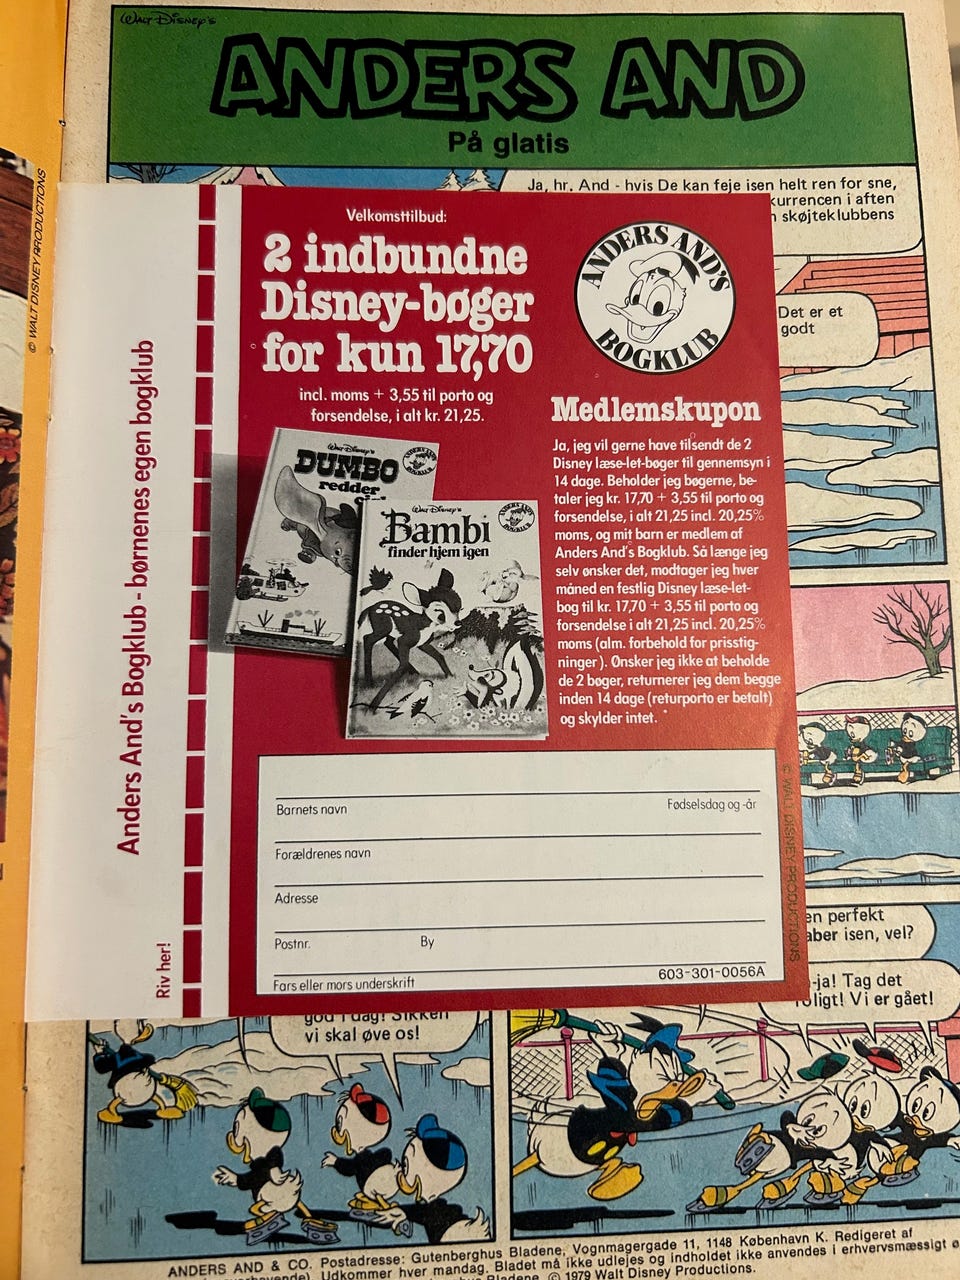 WALT DISNEY'S
ANDERS AND
På glatis
Ja, hr. And - hvis De kan feje isen helt ren for sne,
kurrencen i aften
skøjteklubbens
Det er et
godt
© WALT DISNEY PRODUCTIONS
Anders And's Bogklub - børnenes egen bogklub
Riv her!
Velkomsttilbud:
2 indbundne
Disney-bøger
for kun 17,70
incl. moms + 3,55 til porto og
forsendelse, i alt kr. 21,25.
ANDERS AND'S
BOGKLUB
Walt Disney's
DUMBO
redder
ANDERS AND'S
BOGKLUB
Walt Disney's
Bambi
finder hjem igen
ANDERS AND'S
BOGKLUB
Medlemskupon
Ja, jeg vil gerne have tilsendt de 2
Disney læse-let-bøger til gennemsyn i
14 dage. Beholder jeg bøgerne, be-
taler jeg kr. 17,70 + 3,55 til porto og
forsendelse, i alt 21,25 incl. 20,25%
moms, og mit barn er medlem af
Anders And's Bogklub. Så længe jeg
selv ønsker det, modtager jeg hver
måned en festlig Disney læse-let-
bog til kr. 17,70 + 3,55 til porto og
forsendelse i alt 21,25 incl. 20,25%
moms (alm. forbehold for prisstig-
ninger). Ønsker jeg ikke at beholde
de 2 bøger, returnerer jeg dem begge
inden 14 dage (returporto er betalt)
og skylder intet.
Barnets navn Fødselsdag og -år
Forældrenes navn
Adresse
Postnr. By
Fars eller mors underskrift 603-301-0056A
© WALT DISNEY PRODUCTIONS
en perfekt
aber isen, vel?
-ja! Tag det
roligt! Vi er gået!
god i dag! Sikken
vi skal øve os!
ANDERS AND & CO. Postadresse: Gutenberghus Bladene, Vognmagergade 11, 1148 København K. Redigeret af
Udkommer hver mandag. Bladet må ikke udlejes og indholdet ikke anvendes i erhvervsmæssigt
Bladene. © 1979 Walt Disney Productions.